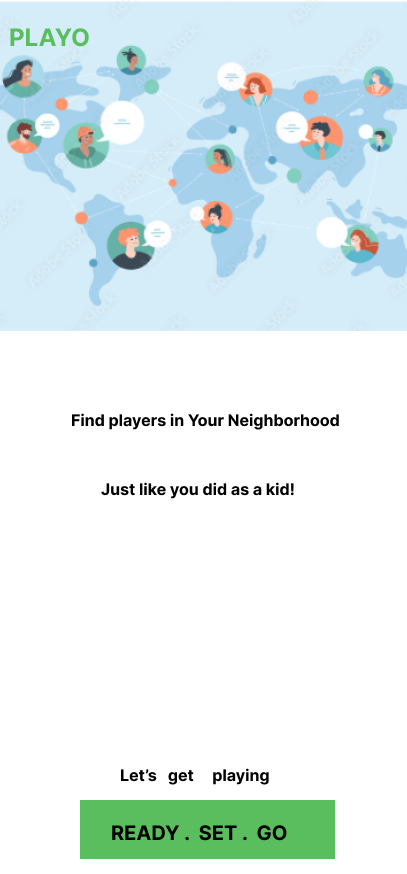 PLAYO
Find players in Your Neighborhood
Just like you did as a kid!
Let's get playing
READY . SET . GO